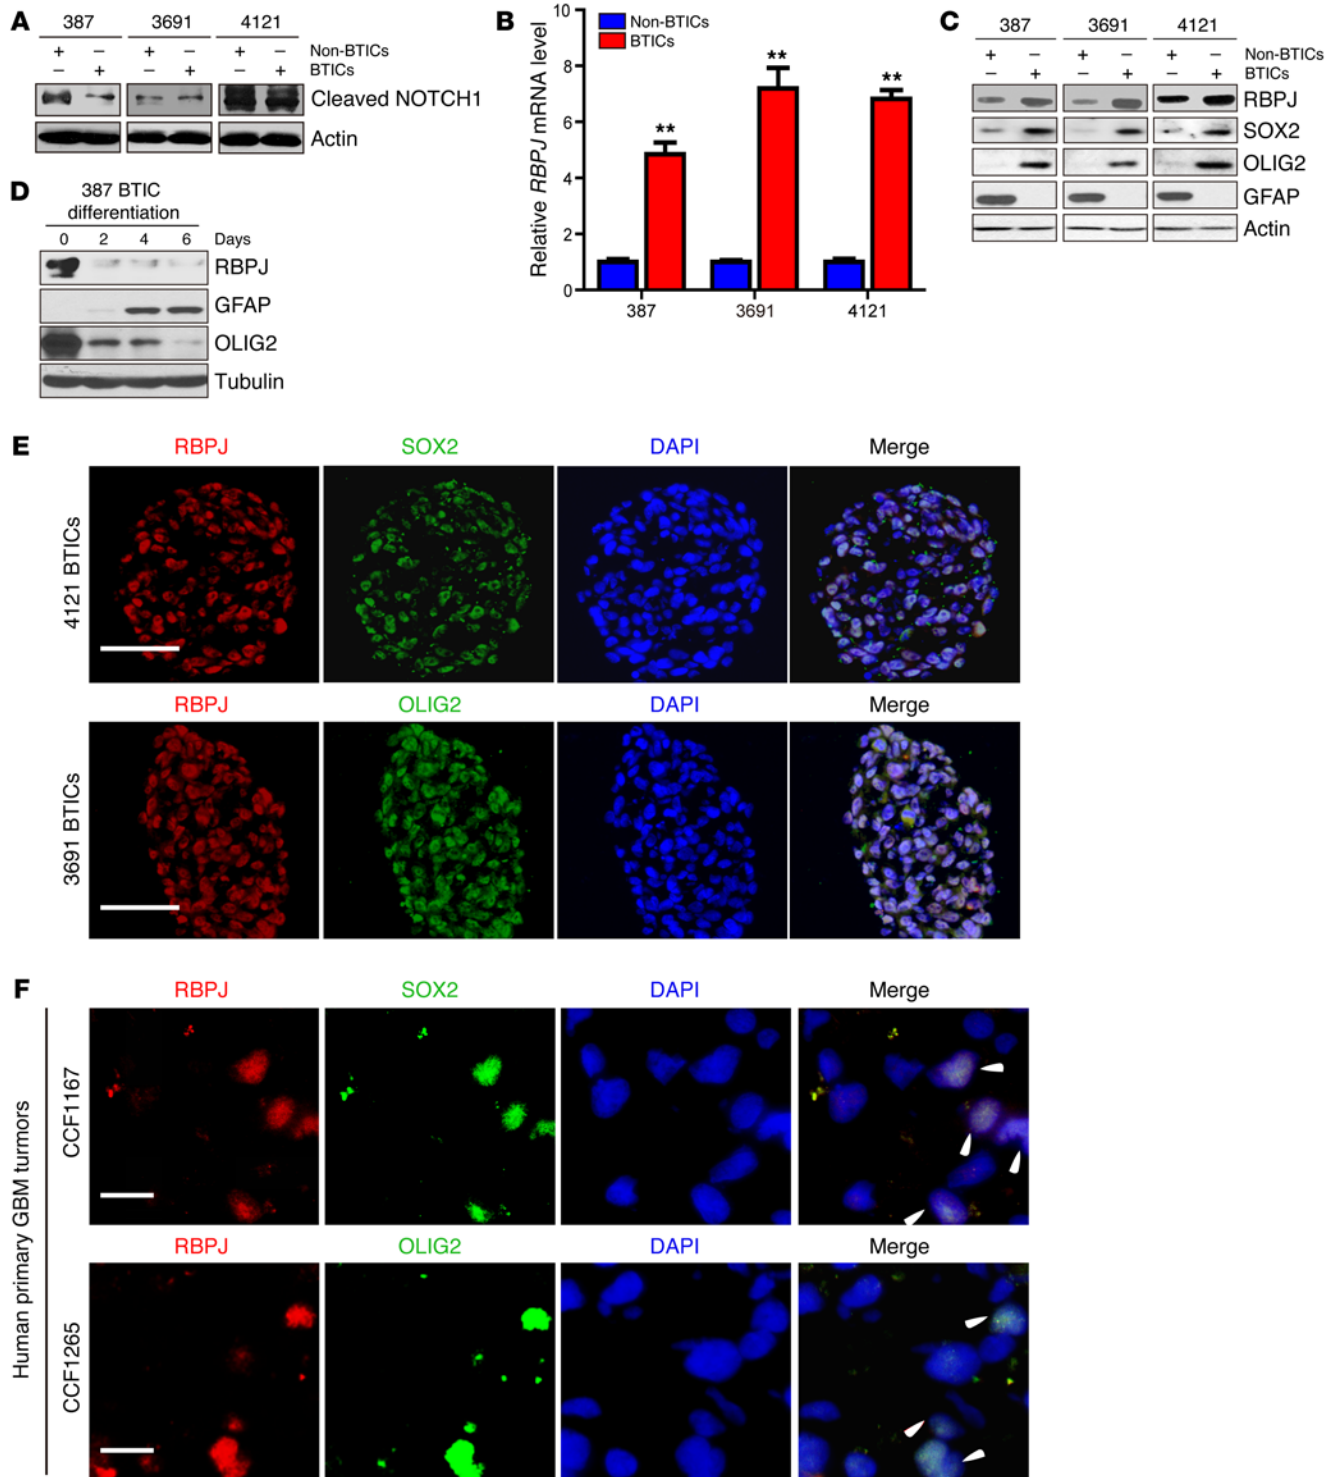 A
387 3691 4121
+ – + – + – Non-BTICs
– + – + – + BTICs
Cleaved NOTCH1
Actin
B
Relative RBPJ mRNA level
10
8
6
4
2
0
Non-BTICs
BTICs
**
**
**
387 3691 4121
C
387 3691 4121
+ – + – + – Non-BTICs
– + – + – + BTICs
RBPJ
SOX2
OLIG2
GFAP
Actin
D
387 BTIC
differentiation
0 2 4 6 Days
RBPJ
GFAP
OLIG2
Tubulin
E
RBPJ SOX2 DAPI Merge
4121 BTICs
RBPJ OLIG2 DAPI Merge
3691 BTICs
F
Human primary GBM turmors
RBPJ SOX2 DAPI Merge
CCF1167
RBPJ OLIG2 DAPI Merge
CCF1265